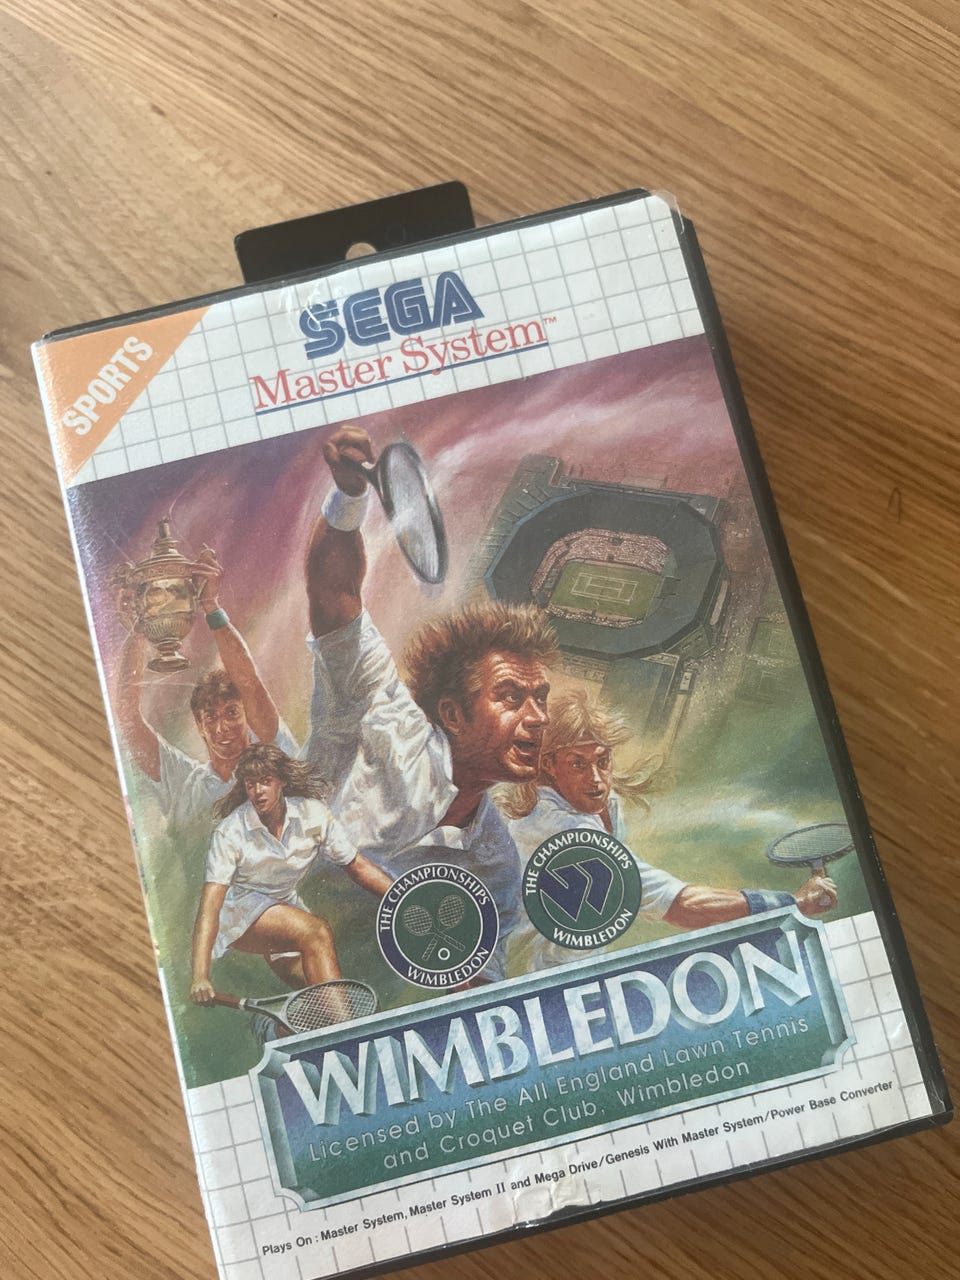 SEGA
Master System™
SPORTS
THE CHAMPIONSHIPS
WIMBLEDON
THE CHAMPIONSHIPS
WIMBLEDON
WIMBLEDON
Licensed by The All England Lawn Tennis
and Croquet Club, Wimbledon
Plays On : Master System, Master System II and Mega Drive/Genesis With Master System/Power Base Converter